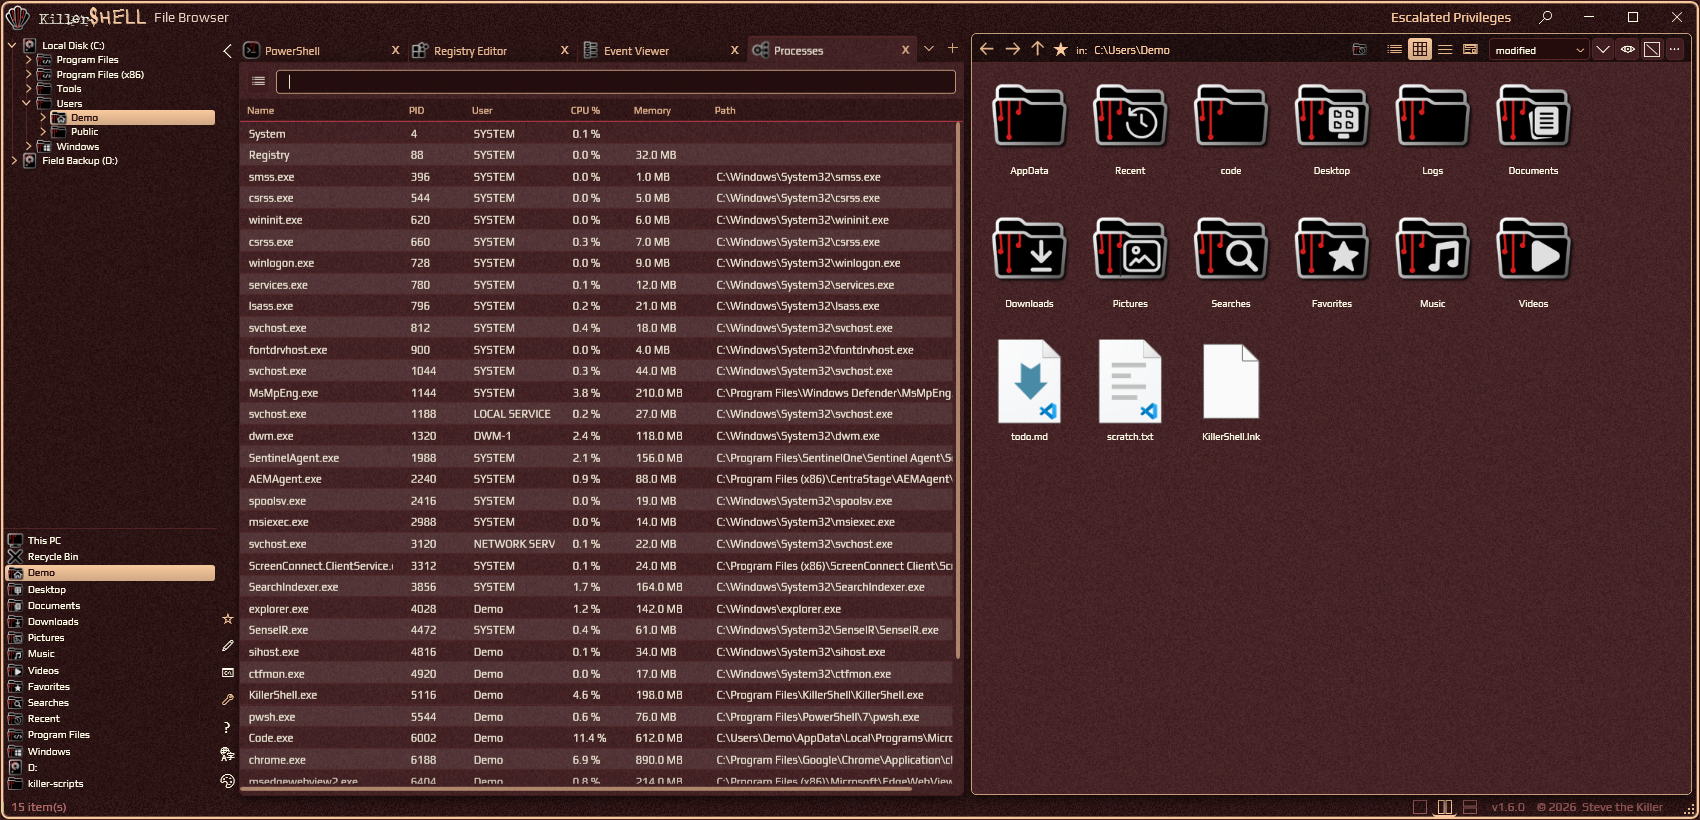 KillerSHELL File Browser
Escalated Privileges
Local Disk (C:)
Program Files
Program Files (x86)
Tools
Users
Demo
Public
Windows
Field Backup (D:)
This PC
Recycle Bin
Demo
Desktop
Documents
Downloads
Pictures
Music
Videos
Favorites
Searches
Recent
Program Files
Windows
D:
killer-scripts
PowerShell x Registry Editor x Event Viewer x Processes x
Name PID User CPU % Memory Path
System 4 SYSTEM 0.1 %
Registry 88 SYSTEM 0.0 % 32.0 MB
smss.exe 396 SYSTEM 0.0 % 1.0 MB C:\Windows\System32\smss.exe
csrss.exe 544 SYSTEM 0.0 % 5.0 MB C:\Windows\System32\csrss.exe
wininit.exe 620 SYSTEM 0.0 % 6.0 MB C:\Windows\System32\wininit.exe
csrss.exe 660 SYSTEM 0.3 % 7.0 MB C:\Windows\System32\csrss.exe
winlogon.exe 728 SYSTEM 0.0 % 9.0 MB C:\Windows\System32\winlogon.exe
services.exe 780 SYSTEM 0.1 % 12.0 MB C:\Windows\System32\services.exe
lsass.exe 796 SYSTEM 0.2 % 21.0 MB C:\Windows\System32\lsass.exe
svchost.exe 812 SYSTEM 0.4 % 18.0 MB C:\Windows\System32\svchost.exe
fontdrvhost.exe 900 SYSTEM 0.0 % 4.0 MB C:\Windows\System32\fontdrvhost.exe
svchost.exe 1044 SYSTEM 0.3 % 44.0 MB C:\Windows\System32\svchost.exe
MsMpEng.exe 1144 SYSTEM 3.8 % 210.0 MB C:\Program Files\Windows Defender\MsMpEng.
svchost.exe 1188 LOCAL SERVICE 0.2 % 27.0 MB C:\Windows\System32\svchost.exe
dwm.exe 1320 DWM-1 2.4 % 118.0 MB C:\Windows\System32\dwm.exe
SentinelAgent.exe 1988 SYSTEM 2.1 % 156.0 MB C:\Program Files\SentinelOne\Sentinel Agent\Se
AEMAgent.exe 2240 SYSTEM 0.9 % 88.0 MB C:\Program Files (x86)\CentraStage\AEMAgent\
spoolsv.exe 2416 SYSTEM 0.0 % 19.0 MB C:\Windows\System32\spoolsv.exe
msiexec.exe 2988 SYSTEM 0.0 % 14.0 MB C:\Windows\System32\msiexec.exe
svchost.exe 3120 NETWORK SERV 0.1 % 22.0 MB C:\Windows\System32\svchost.exe
ScreenConnect.ClientService.e 3312 SYSTEM 0.1 % 24.0 MB C:\Program Files (x86)\ScreenConnect Client\Scr
SearchIndexer.exe 3856 SYSTEM 1.7 % 164.0 MB C:\Windows\System32\SearchIndexer.exe
explorer.exe 4028 Demo 1.2 % 142.0 MB C:\Windows\explorer.exe
SenseIR.exe 4472 SYSTEM 0.4 % 61.0 MB C:\Windows\System32\SenseIR\SenseIR.exe
sihost.exe 4816 Demo 0.1 % 34.0 MB C:\Windows\System32\sihost.exe
ctfmon.exe 4920 Demo 0.0 % 17.0 MB C:\Windows\System32\ctfmon.exe
KillerShell.exe 5116 Demo 4.6 % 198.0 MB C:\Program Files\KillerShell\KillerShell.exe
pwsh.exe 5544 Demo 0.6 % 76.0 MB C:\Program Files\PowerShell\7\pwsh.exe
Code.exe 6002 Demo 11.4 % 612.0 MB C:\Users\Demo\AppData\Local\Programs\Micro
chrome.exe 6188 Demo 6.9 % 890.0 MB C:\Program Files\Google\Chrome\Application\ch
msedgewebview2.exe 6404 Demo 0.8 % 214.0 MB C:\Program Files (x86)\Microsoft\EdgeWebView
in: C:\Users\Demo
modified
AppData Recent code Desktop Logs Documents
Downloads Pictures Searches Favorites Music Videos
todo.md scratch.txt KillerShell.lnk
15 item(s)
v1.6.0 © 2026 Steve the Killer